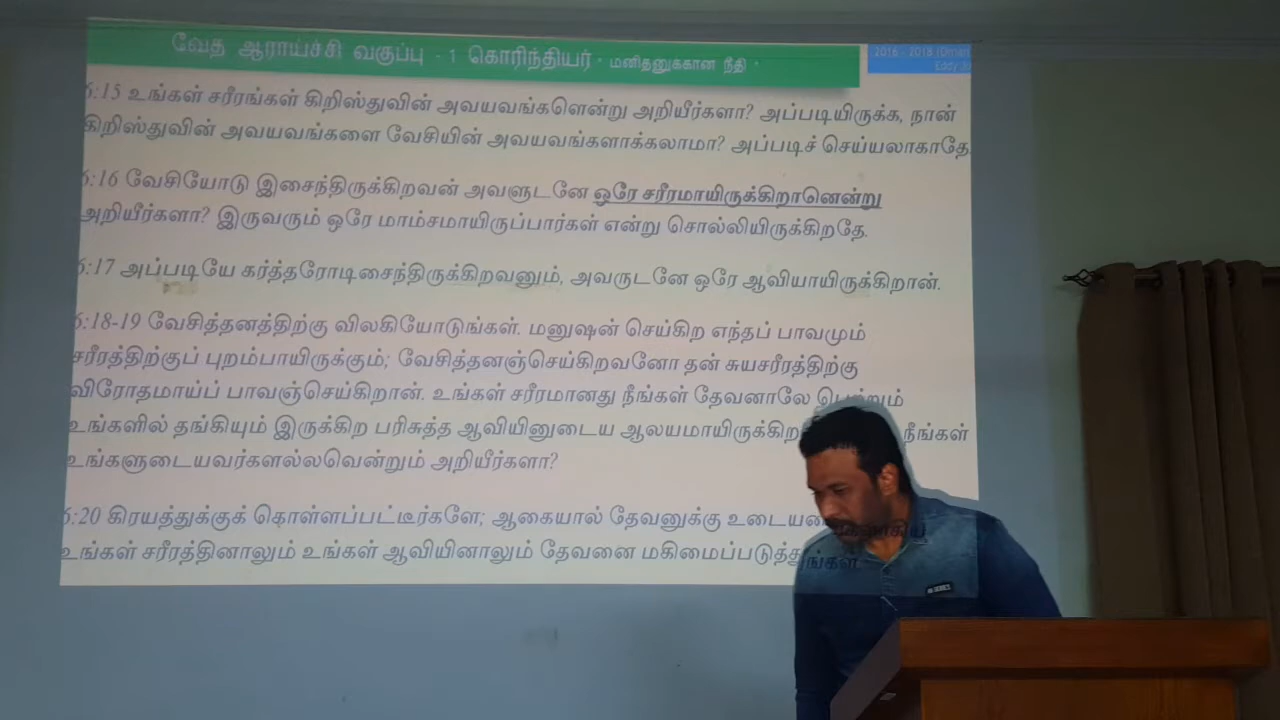 வேத ஆராய்ச்சி வகுப்பு - 1 கொரிந்தியர் - மனிதனுக்கான நீதி -
2016 - 2018 (Oman)
Eddy
6:15 உங்கள் சரீரங்கள் கிறிஸ்துவின் அவயவங்களென்று அறியீர்களா? அப்படியிருக்க, நான்
கிறிஸ்துவின் அவயவங்களை வேசியின் அவயவங்களாக்கலாமா? அப்படிச் செய்யலாகாதே.
6:16 வேசியோடு இசைந்திருக்கிறவன் அவளுடனே ஒரே சரீரமாயிருக்கிறானென்று
அறியீர்களா? இருவரும் ஒரே மாம்சமாயிருப்பார்கள் என்று சொல்லியிருக்கிறதே.
6:17 அப்படியே கர்த்தரோடிசைந்திருக்கிறவனும், அவருடனே ஒரே ஆவியாயிருக்கிறான்.
6:18-19 வேசித்தனத்திற்கு விலகியோடுங்கள். மனுஷன் செய்கிற எந்தப் பாவமும்
சரீரத்திற்குப் புறம்பாயிருக்கும்; வேசித்தனஞ்செய்கிறவனோ தன் சுயசரீரத்திற்கு
விரோதமாய்ப் பாவஞ்செய்கிறான். உங்கள் சரீரமானது நீங்கள் தேவனாலே பெற்றும்
உங்களில் தங்கியும் இருக்கிற பரிசுத்த ஆவியினுடைய நீங்கள்
உங்களுடையவர்களல்லவென்றும் அறியீர்களா?
6:20 கிரயத்துக்குக் கொள்ளப்பட்டீர்களே; ஆகையால் தேவனுக்கு
உங்கள் சரீரத்தினாலும் உங்கள் ஆவியினாலும் தேவனை மகிமைப்படுத்துங்கள்.